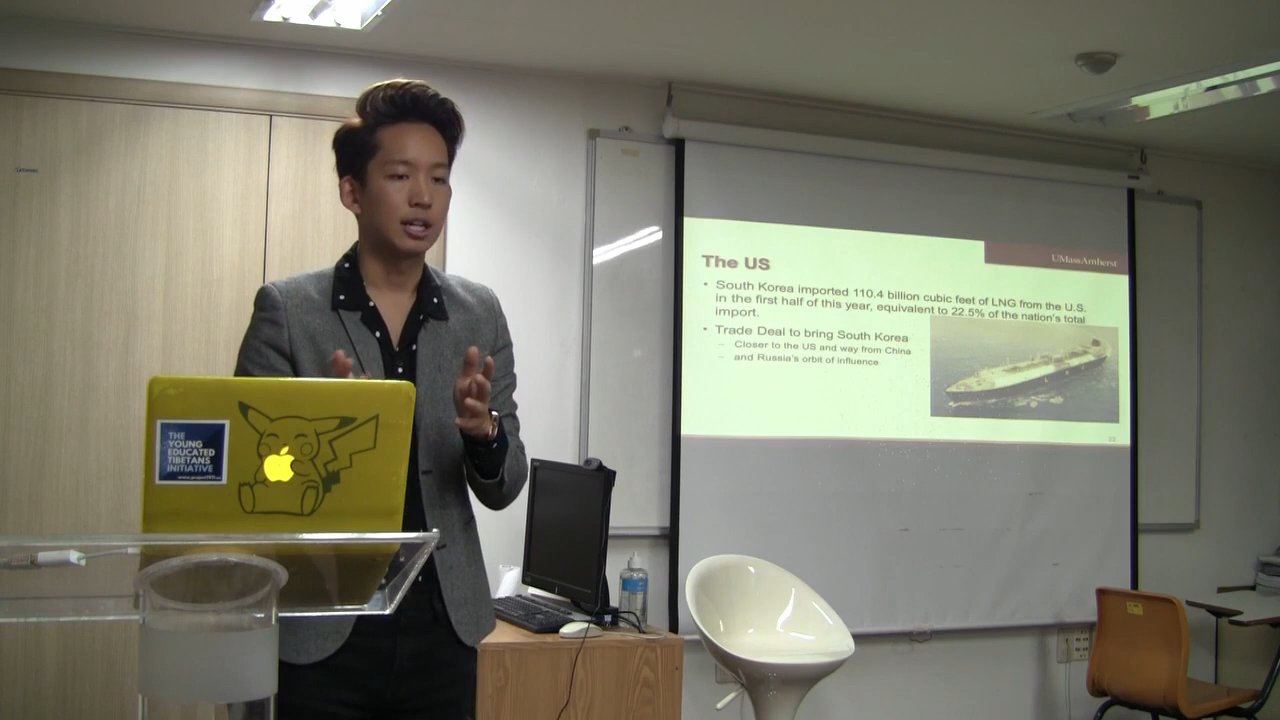 THE
YOUNG
EDUCATED
TIBETANS
INITIATIVE
UMassAmherst
The US
• South Korea imported 110.4 billion cubic feet of LNG from the U.S.
in the first half of this year, equivalent to 22.5% of the nation's total
import.
• Trade Deal to bring South Korea
– Closer to the US and way from China
– and Russia's orbit of influence